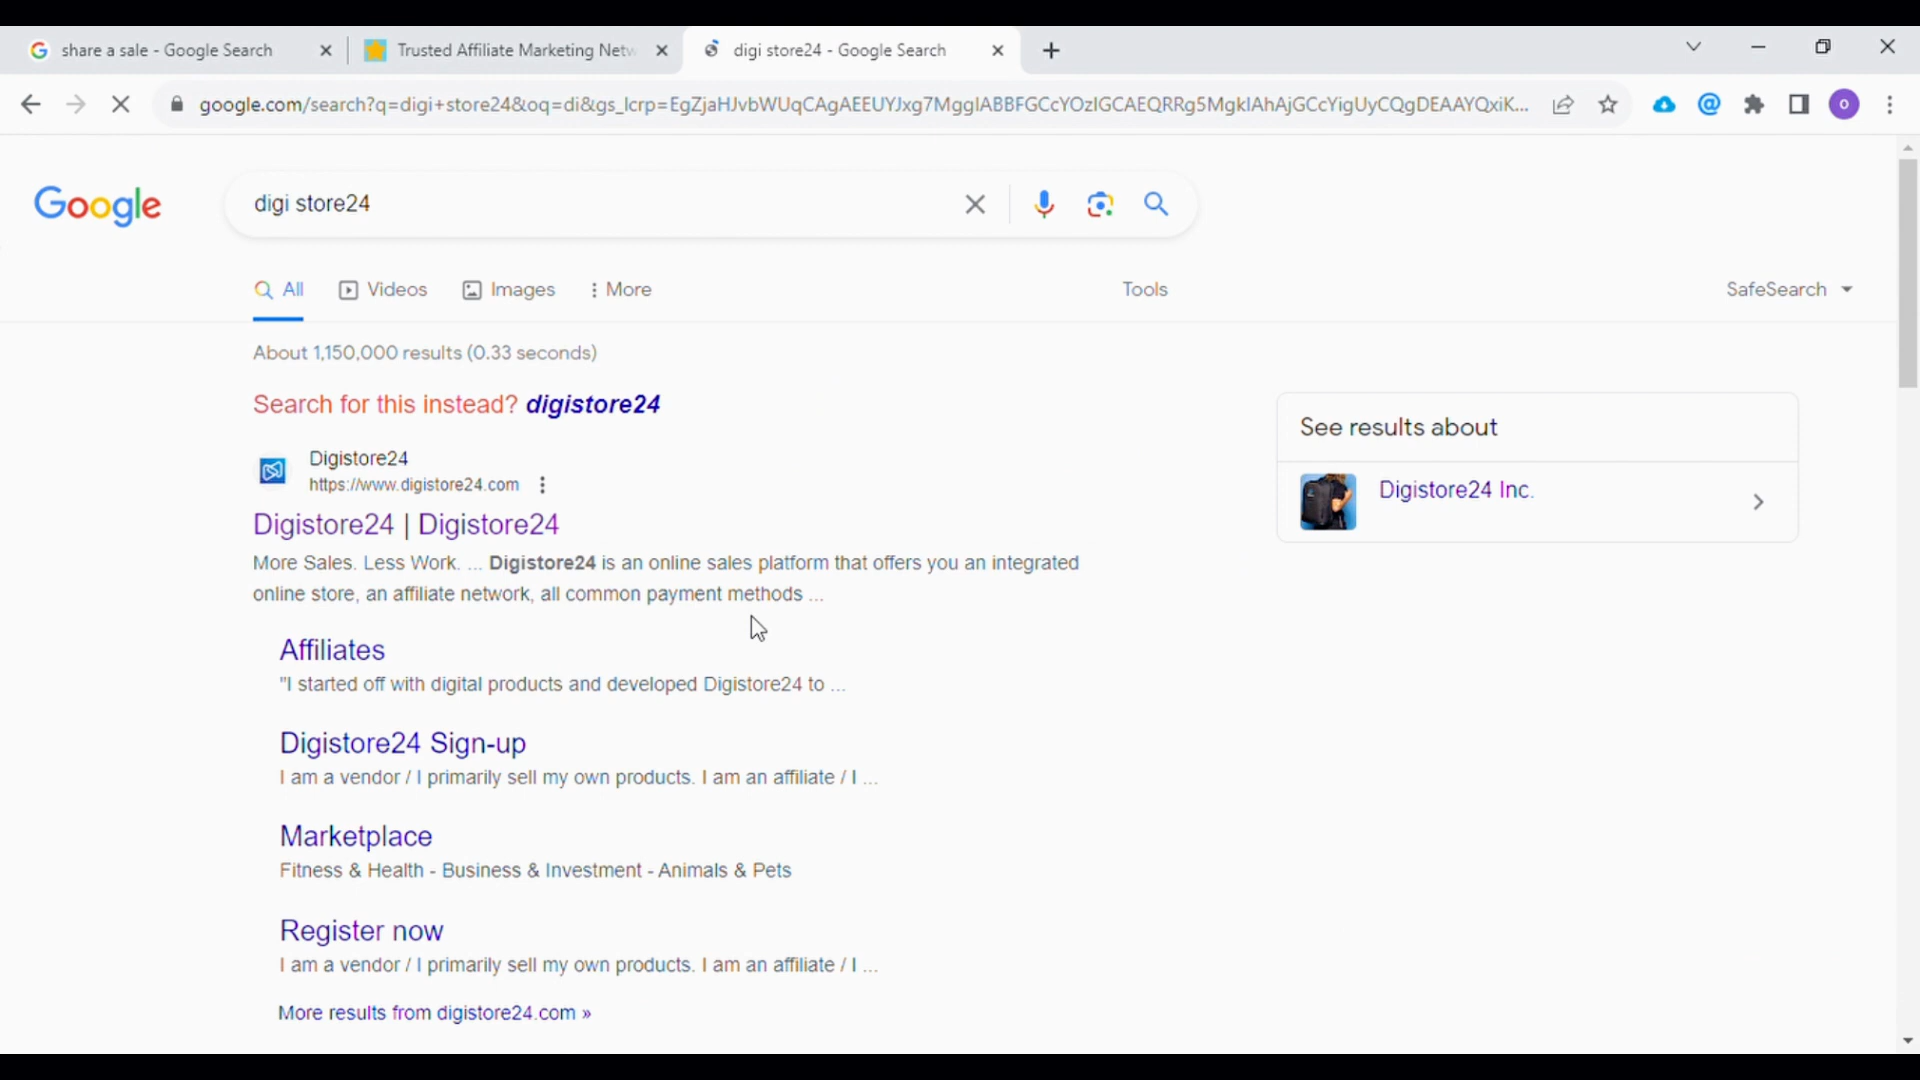 share a sale - Google Search
Trusted Affiliate Marketing Netw
digi store24 - Google Search
google.com/search?q=digi+store24&oq=di&gs_lcrp=EgZjaHJvbWUqCAgAEEUYJxg7MggIABBFGCcYOzIGCAEQRRg5MgkIAhAjGCcYigUyCQgDEAAYQxiK...
o
Google
digi store24
All
Videos
Images
More
Tools
SafeSearch
About 1,150,000 results (0.33 seconds)
Search for this instead? digistore24
See results about
Digistore24 Inc.
Digistore24
https://www.digistore24.com
Digistore24 | Digistore24
More Sales. Less Work. ... Digistore24 is an online sales platform that offers you an integrated
online store, an affiliate network, all common payment methods ...
Affiliates
"I started off with digital products and developed Digistore24 to ...
Digistore24 Sign-up
I am a vendor / I primarily sell my own products. I am an affiliate / I ...
Marketplace
Fitness & Health - Business & Investment - Animals & Pets
Register now
I am a vendor / I primarily sell my own products. I am an affiliate / I ...
More results from digistore24.com »